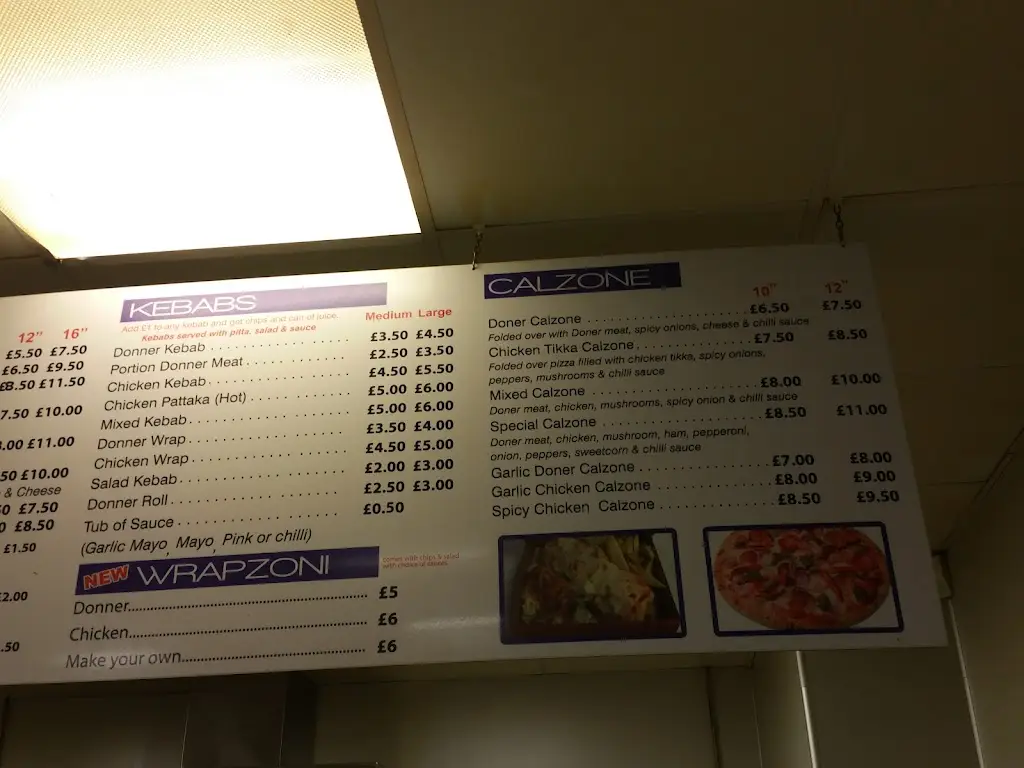 12" 16"
£5.50 £7.50
£6.50 £9.50
£8.50 £11.50
7.50 £10.00
.00 £11.00
50 £10.00
& Cheese
0 £7.50
0 £8.50
£1.50
£2.00
.50
KEBABS
Add £1 to any kebab and get chips and can of juice.
Kebabs served with pitta, salad & sauce
Medium Large
Donner Kebab £3.50 £4.50
Portion Donner Meat £2.50 £3.50
Chicken Kebab £4.50 £5.50
Chicken Pattaka (Hot) £5.00 £6.00
Mixed Kebab £5.00 £6.00
Donner Wrap £3.50 £4.00
Chicken Wrap £4.50 £5.00
Salad Kebab £2.00 £3.00
Donner Roll £2.50 £3.00
Tub of Sauce £0.50
(Garlic Mayo, Mayo, Pink or chilli)
NEW WRAPZONI
comes with chips & salad
with choice of sauces
Donner £5
Chicken £6
Make your own £6
CALZONE
10" 12"
Doner Calzone £6.50 £7.50
Folded over with Doner meat, spicy onions, cheese & chilli sauce
Chicken Tikka Calzone £7.50 £8.50
Folded over pizza filled with chicken tikka, spicy onions,
peppers, mushrooms & chilli sauce
Mixed Calzone £8.00 £10.00
Doner meat, chicken, mushrooms, spicy onion & chilli sauce
Special Calzone £8.50 £11.00
Doner meat, chicken, mushroom, ham, pepperoni,
onion, peppers, sweetcorn & chilli sauce
Garlic Doner Calzone £7.00 £8.00
Garlic Chicken Calzone £8.00 £9.00
Spicy Chicken Calzone £8.50 £9.50